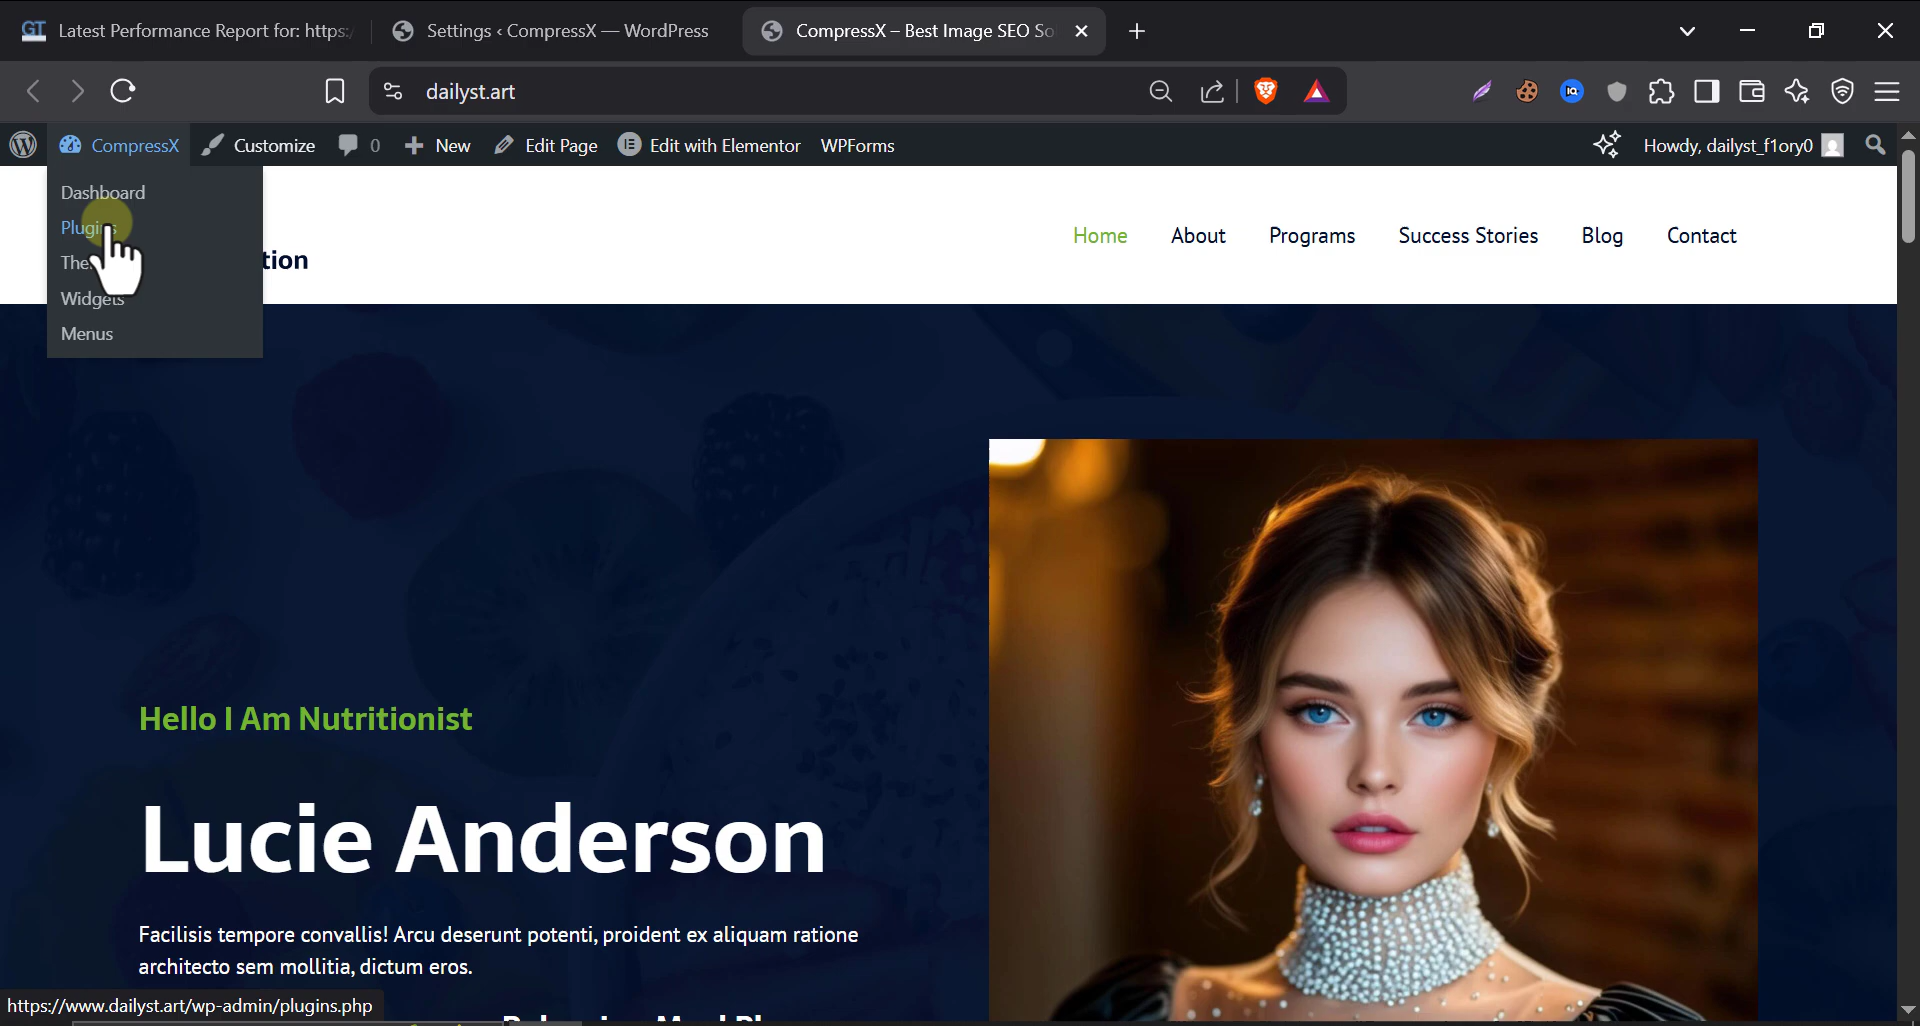 GT Latest Performance Report for: https:/
Settings ‹ CompressX — WordPress
CompressX – Best Image SEO So
dailyst.art
CompressX
Customize
0
New
Edit Page
Edit with Elementor
WPForms
Howdy, dailyst_f1ory0
Dashboard
Plugins
The
Widgets
Menus
tion
Home
About
Programs
Success Stories
Blog
Contact
Hello I Am Nutritionist
Lucie Anderson
Facilisis tempore convallis! Arcu deserunt potenti, proident ex aliquam ratione
architecto sem mollitia, dictum eros.
https://www.dailyst.art/wp-admin/plugins.php